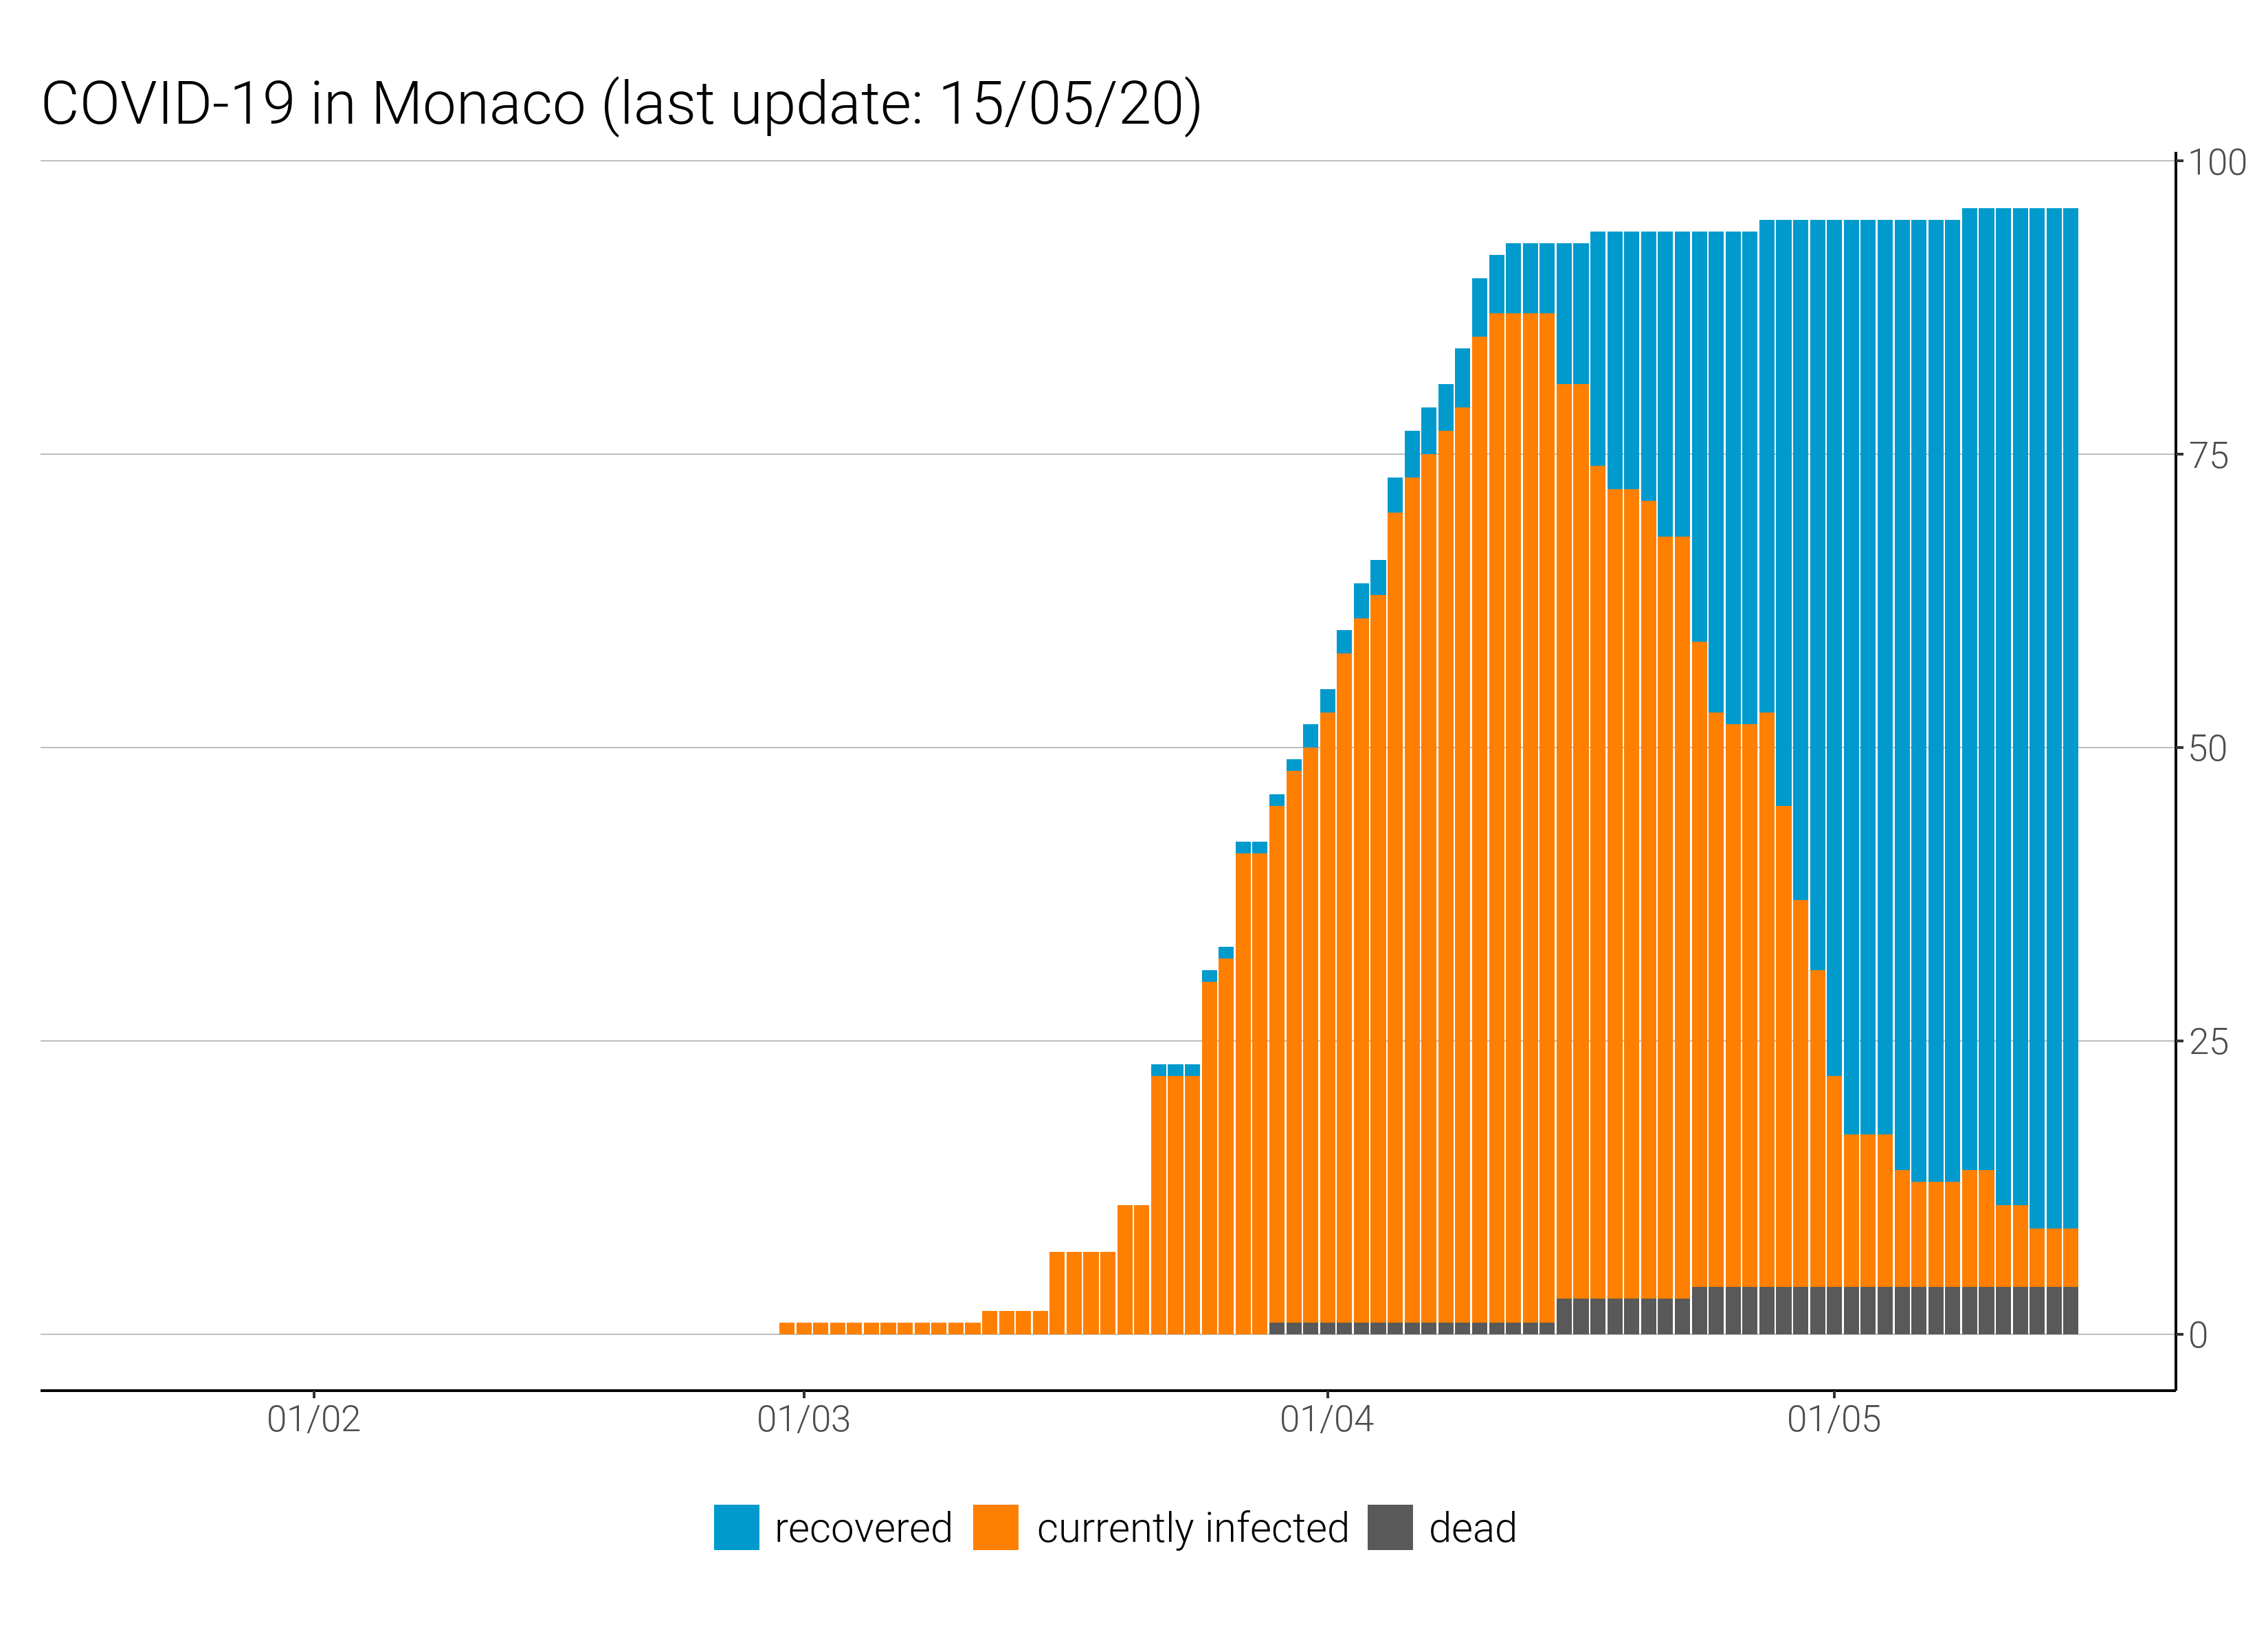 COVID-19 in Monaco (last update: 15/05/20)
100
75
50
25
0
01/02 01/03 01/04 01/05
recovered currently infected dead